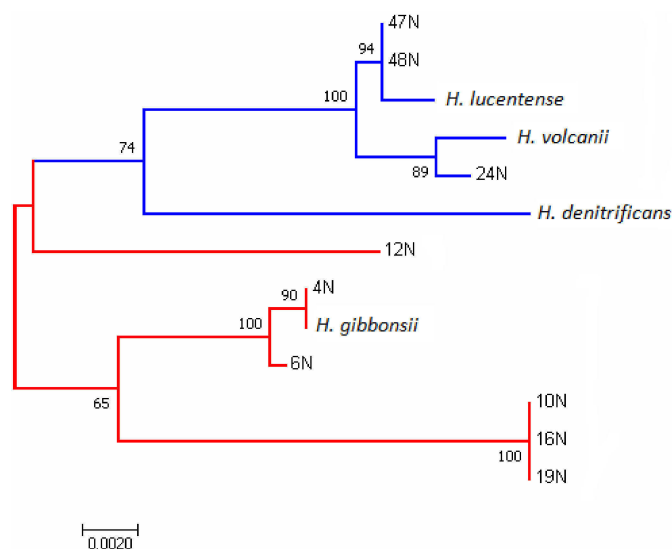 47N
94
48N
H. lucentense
100
H. volcanii
74
89
24N
H. denitrificans
12N
4N
90
H. gibbonsii
100
6N
65
10N
16N
100
19N
0.0020